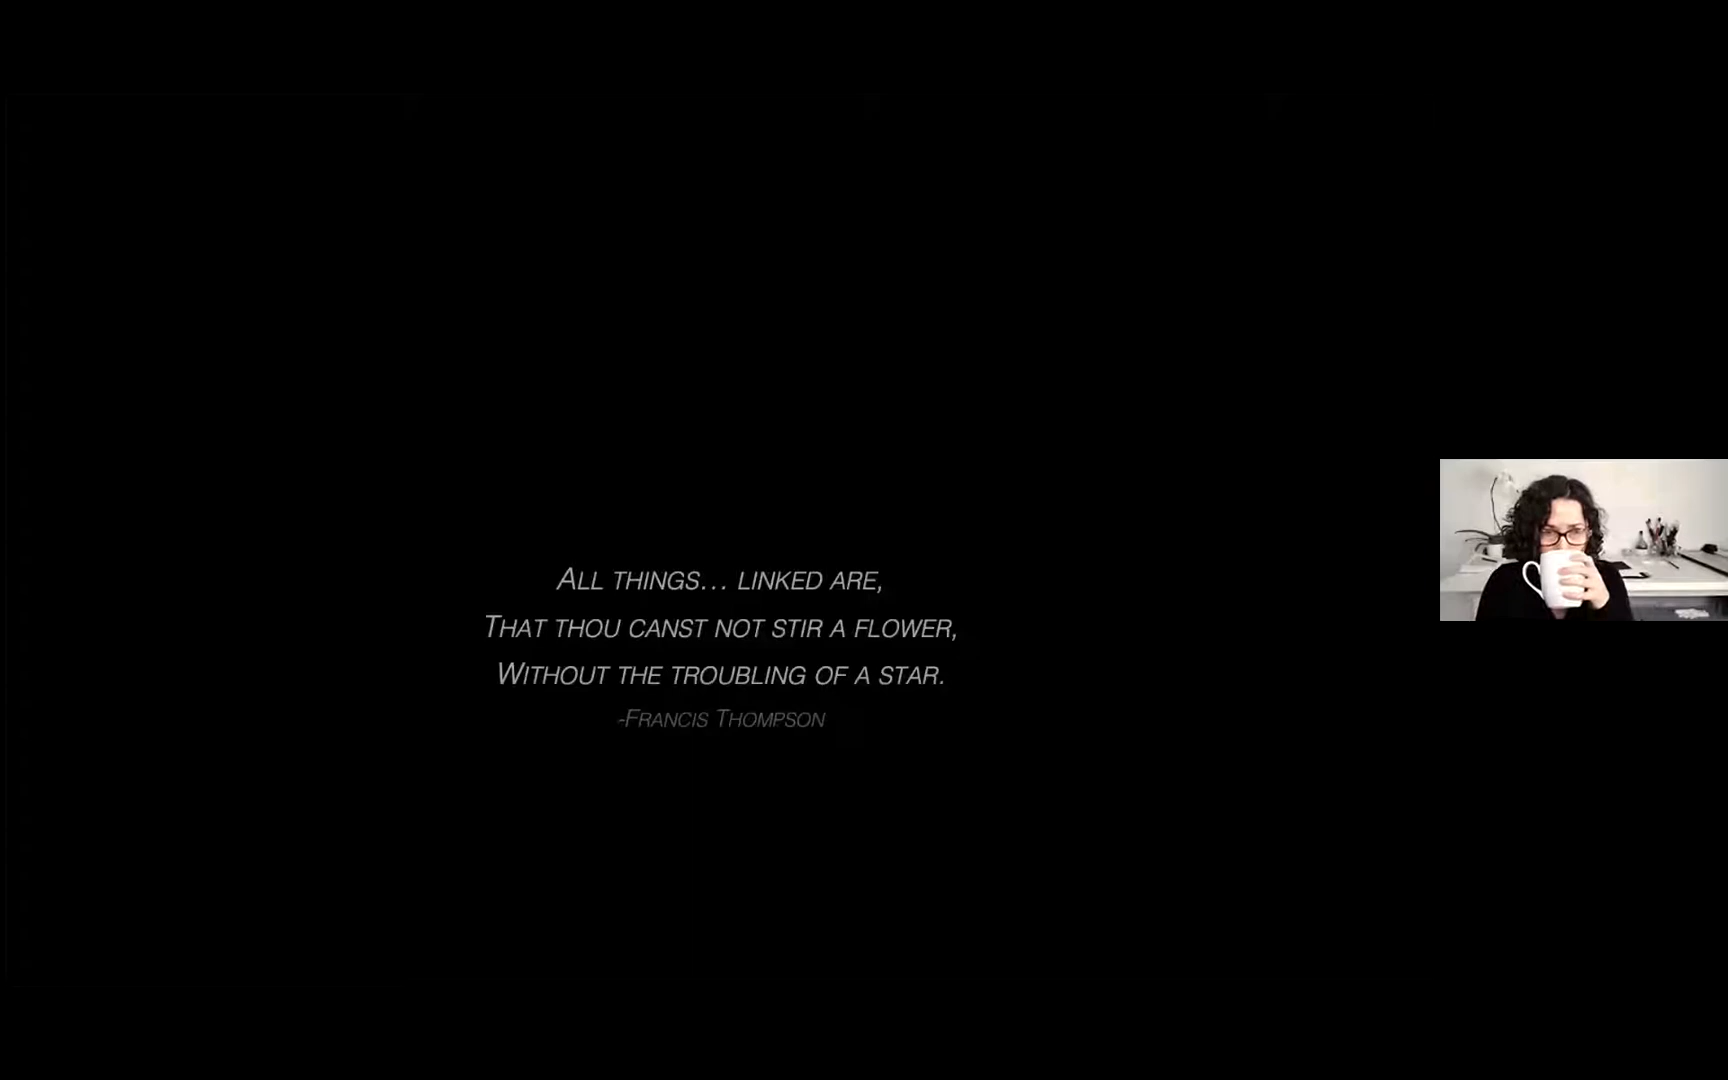 ALL THINGS... LINKED ARE,
THAT THOU CANST NOT STIR A FLOWER,
WITHOUT THE TROUBLING OF A STAR.
-FRANCIS THOMPSON